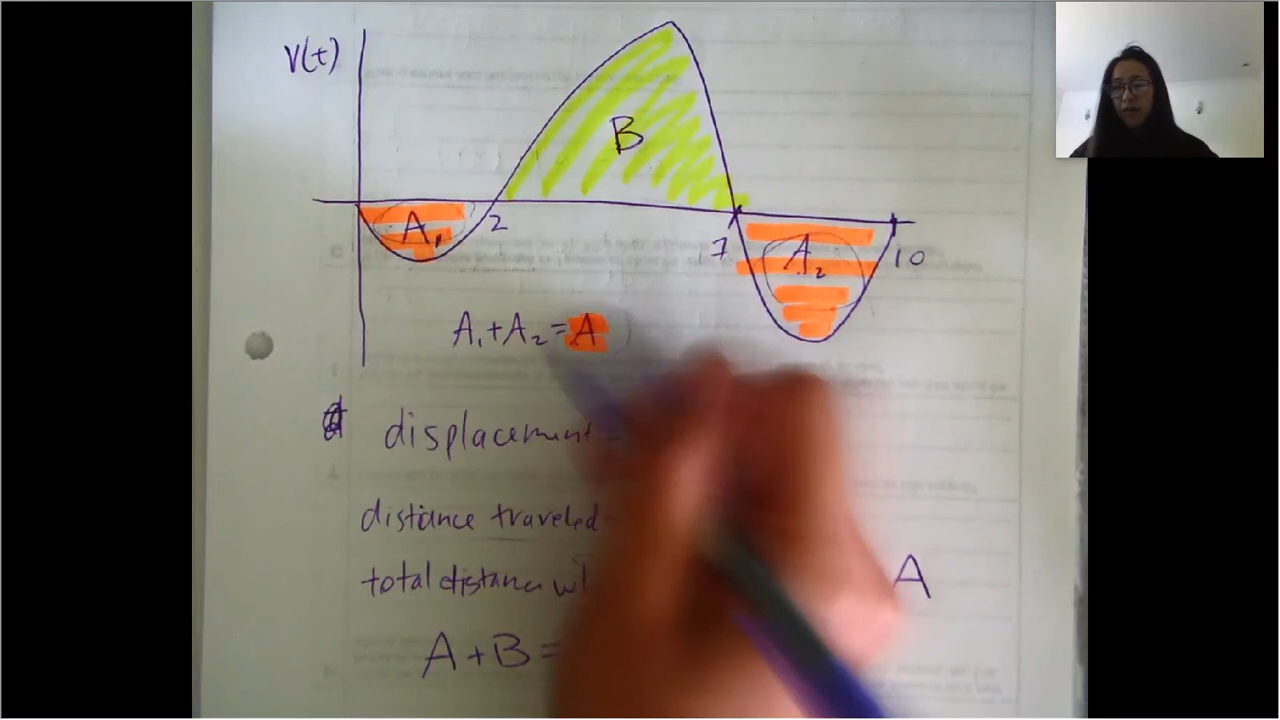 V(t)
B
A₁ 2
7 A₂ 10
A₁+A₂=A
displacement =
distance traveled
total distance
A
A+B=